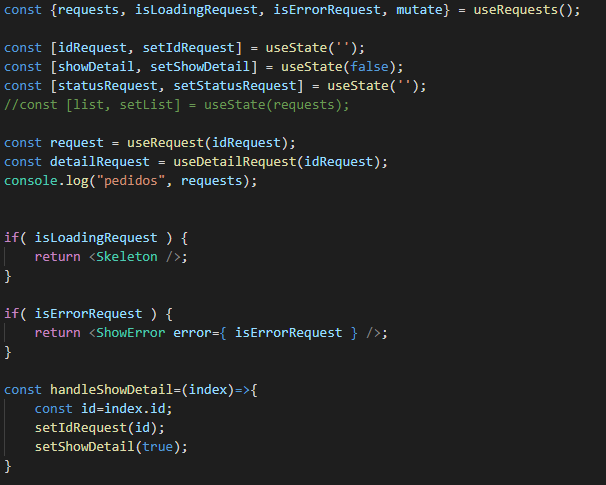 const {requests, isLoadingRequest, isErrorRequest, mutate} = useRequests();
const [idRequest, setIdRequest] = useState('');
const [showDetail, setShowDetail] = useState(false);
const [statusRequest, setStatusRequest] = useState('');
//const [list, setList] = useState(requests);
const request = useRequest(idRequest);
const detailRequest = useDetailRequest(idRequest);
console.log("pedidos", requests);
if( isLoadingRequest ) {
    return <Skeleton />;
}
if( isErrorRequest ) {
    return <ShowError error={ isErrorRequest } />;
}
const handleShowDetail=(index)=>{
    const id=index.id;
    setIdRequest(id);
    setShowDetail(true);
}